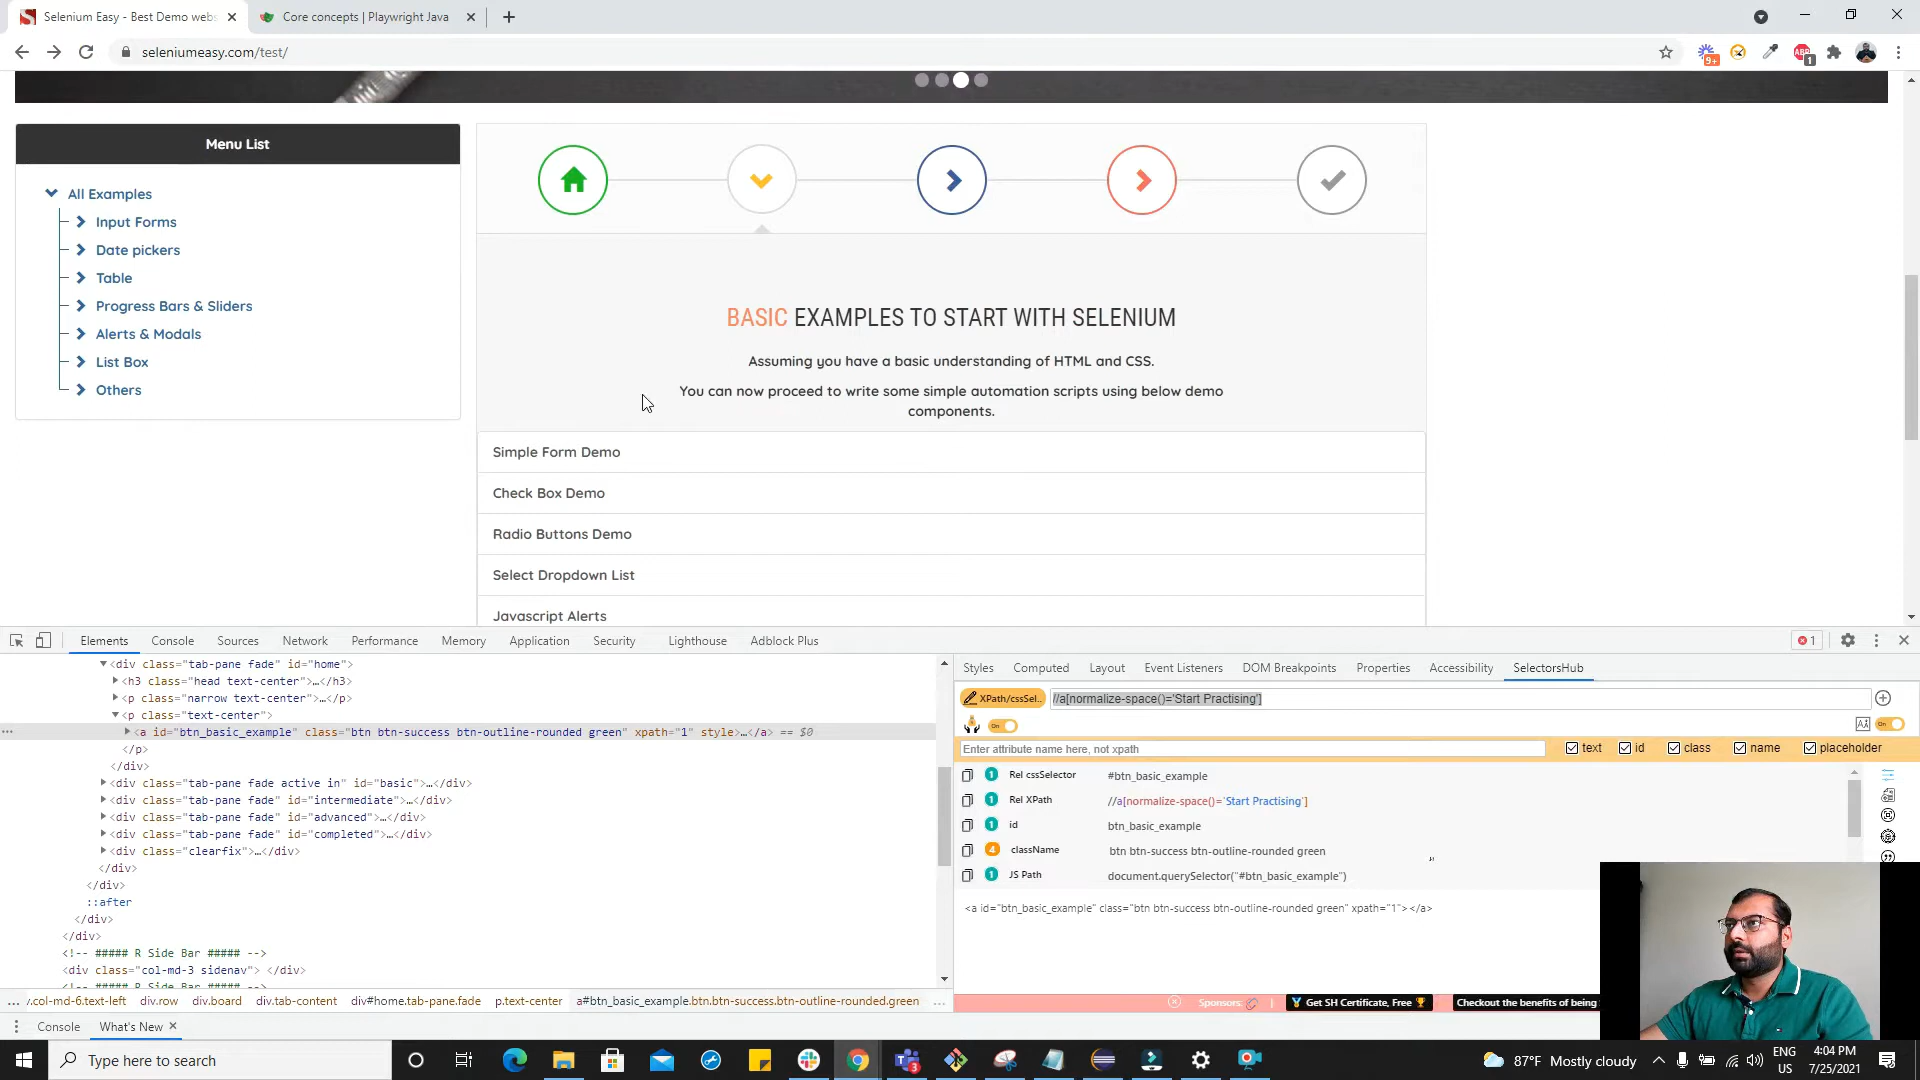 Selenium Easy - Best Demo webs
Core concepts | Playwright Java
seleniumeasy.com/test/
9+
1
Menu List
All Examples
Input Forms
Date pickers
Table
Progress Bars & Sliders
Alerts & Modals
List Box
Others
BASIC EXAMPLES TO START WITH SELENIUM
Assuming you have a basic understanding of HTML and CSS.
You can now proceed to write some simple automation scripts using below demo
components.
Simple Form Demo
Check Box Demo
Radio Buttons Demo
Select Dropdown List
Javascript Alerts
Elements Console Sources Network Performance Memory Application Security Lighthouse Adblock Plus
1
<div class="tab-pane fade" id="home">
<h3 class="head text-center">…</h3>
<p class="narrow text-center">…</p>
<p class="text-center">
<a id="btn_basic_example" class="btn btn-success btn-outline-rounded green" xpath="1" style>…</a> == $0
</p>
</div>
<div class="tab-pane fade active in" id="basic">…</div>
<div class="tab-pane fade" id="intermediate">…</div>
<div class="tab-pane fade" id="advanced">…</div>
<div class="tab-pane fade" id="completed">…</div>
<div class="clearfix">…</div>
</div>
</div>
::after
</div>
</div>
<!-- ##### R Side Bar ##### -->
<div class="col-md-3 sidenav"> </div>
<!-- ##### R Side Bar ##### -->
... v.col-md-6.text-left div.row div.board div.tab-content div#home.tab-pane.fade p.text-center a#btn_basic_example.btn.btn-success.btn-outline-rounded.green ...
Console What's New
Styles Computed Layout Event Listeners DOM Breakpoints Properties Accessibility SelectorsHub
XPath/cssSel.. //a[normalize-space()='Start Practising']
On
On
Enter attribute name here, not xpath text id class name placeholder
1 Rel cssSelector #btn_basic_example
1 Rel XPath //a[normalize-space()='Start Practising']
1 id btn_basic_example
4 className btn btn-success btn-outline-rounded green
1 JS Path document.querySelector("#btn_basic_example")
<a id="btn_basic_example" class="btn btn-success btn-outline-rounded green" xpath="1"></a>
Sponsors: | Get SH Certificate, Free | Checkout the benefits of being
Type here to search
3
87°F Mostly cloudy
ENG
US
4:04 PM
7/25/2021